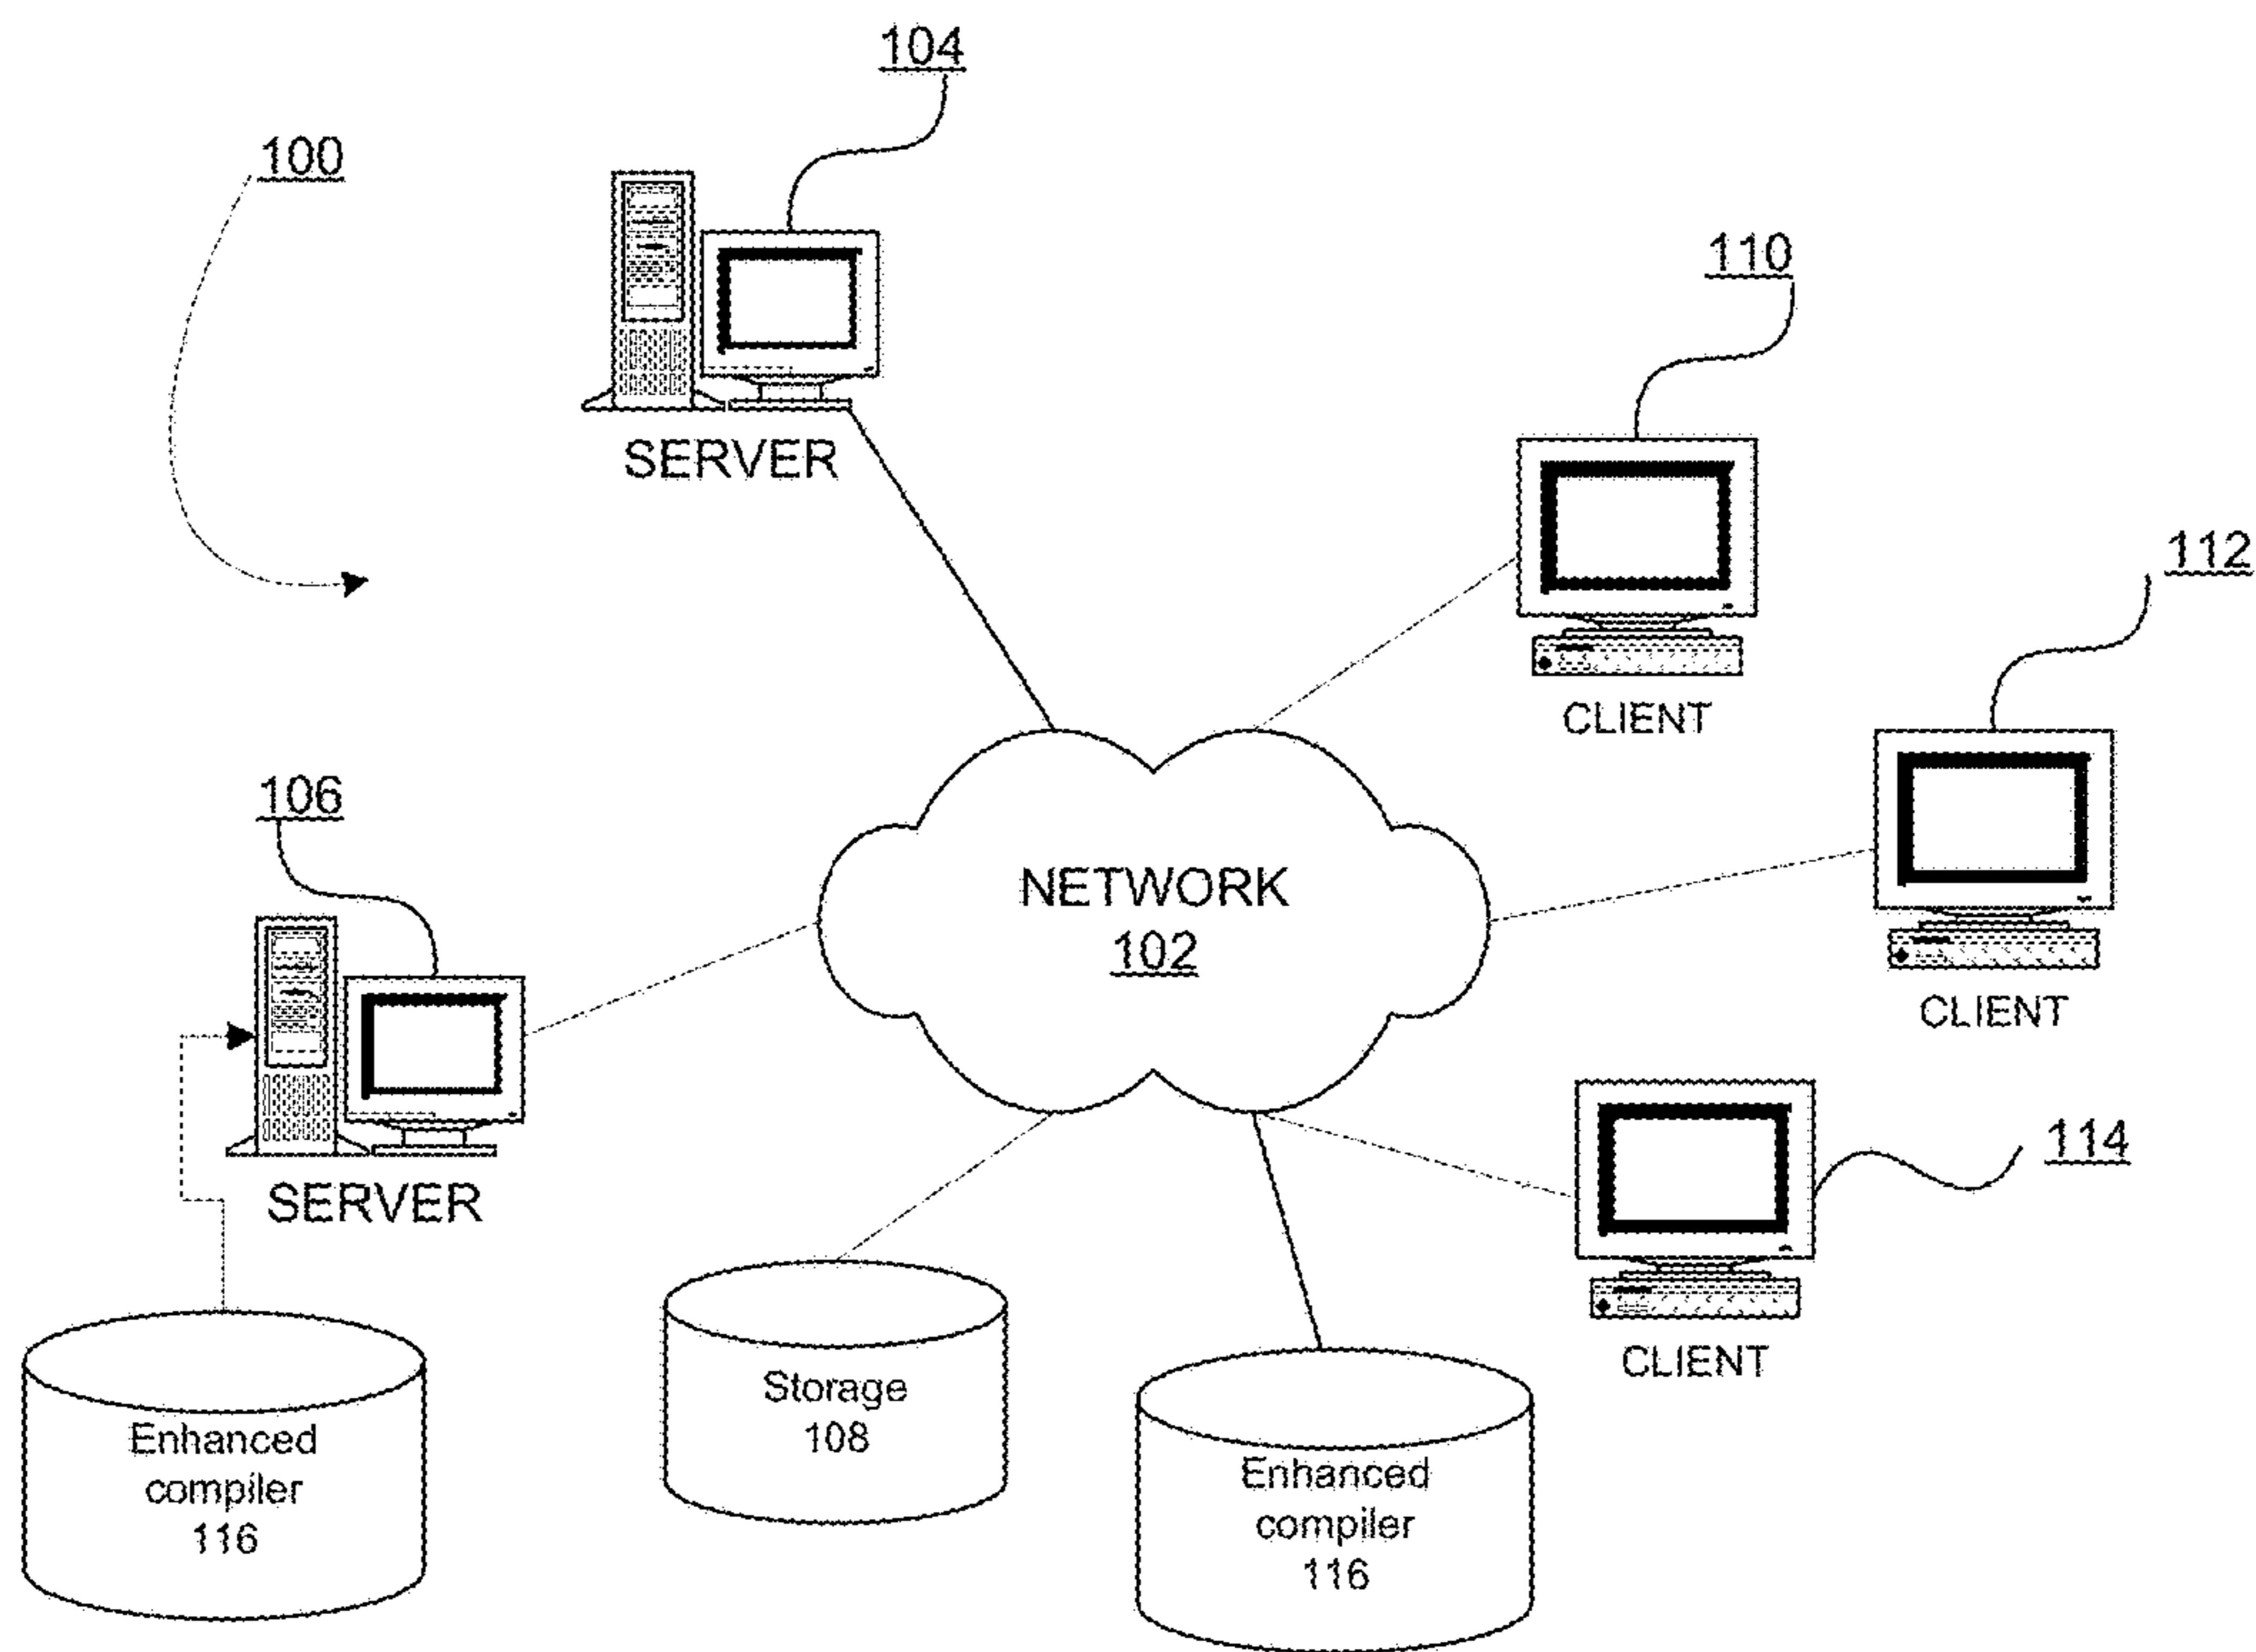 104
100
SERVER
110
CLIENT
112
CLIENT
106
SERVER
NETWORK
102
114
CLIENT
Enhanced
compiler
116
Storage
108
Enhanced
compiler
116